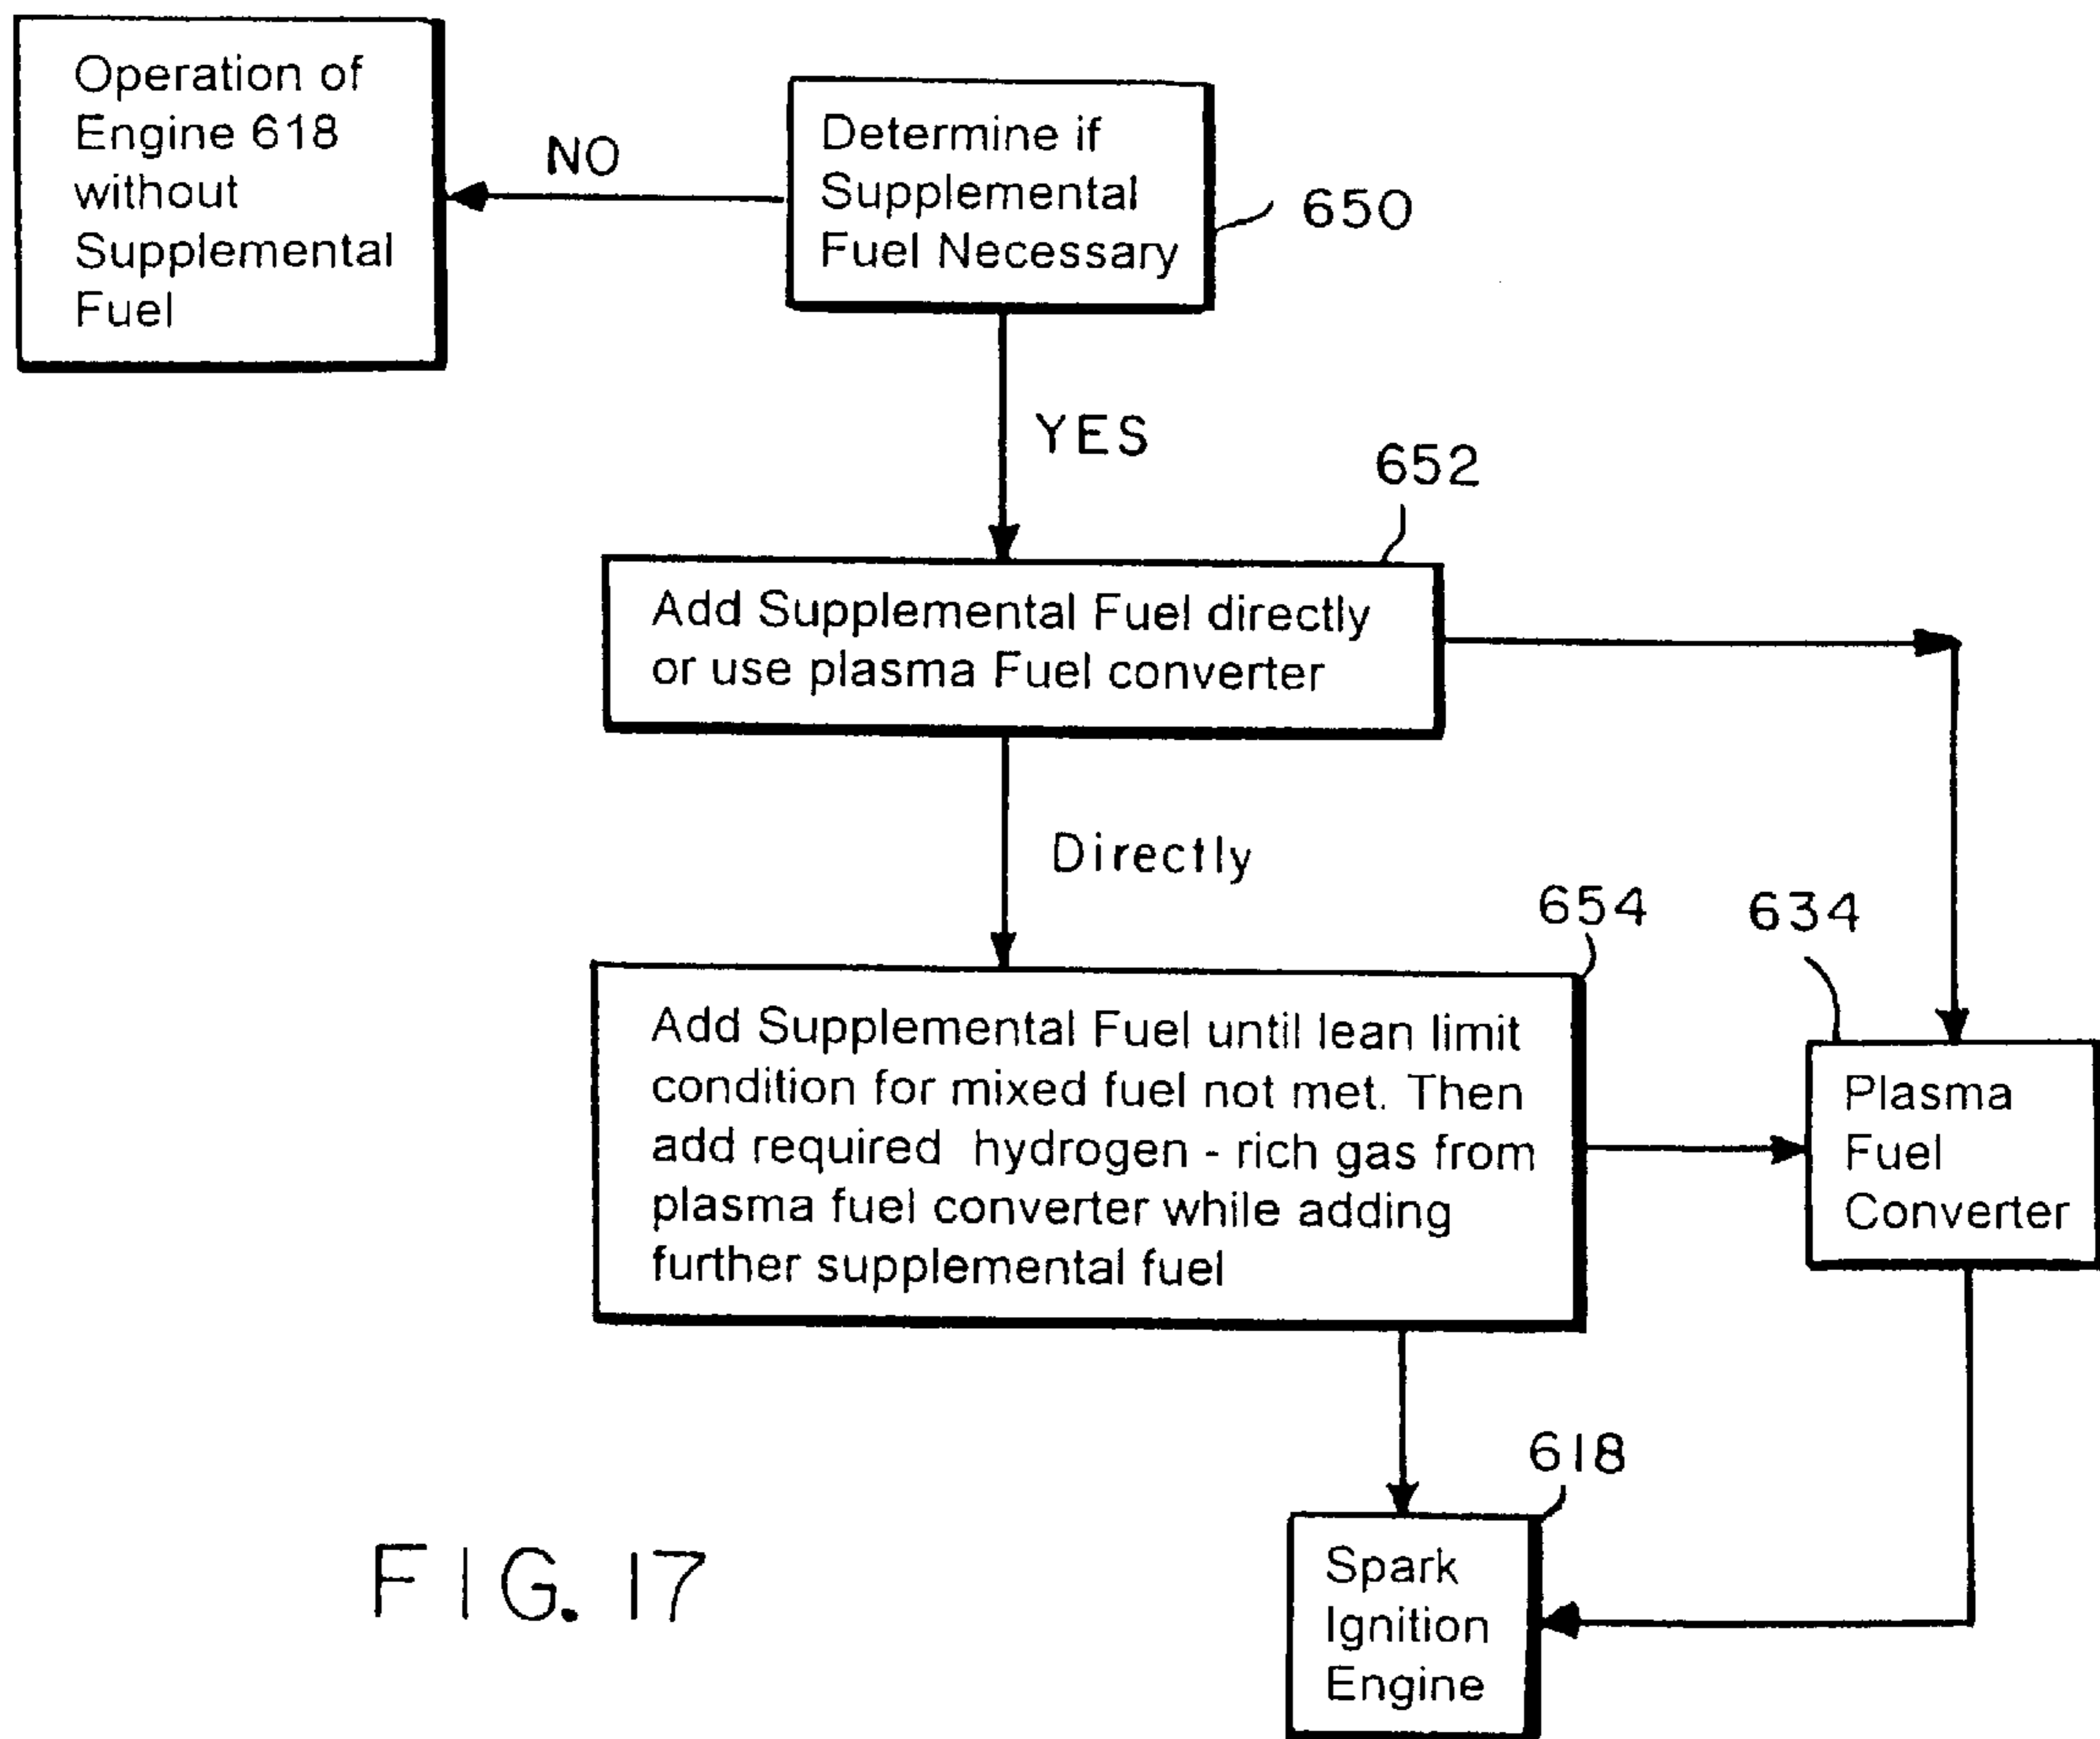 Operation of
Engine 618
without
Supplemental
Fuel
NO
Determine if
Supplemental
Fuel Necessary
650
YES
652
Add Supplemental Fuel directly
or use plasma Fuel converter
Directly
654
634
Add Supplemental Fuel until lean limit
condition for mixed fuel not met. Then
add required hydrogen - rich gas from
plasma fuel converter while adding
further supplemental fuel
Plasma
Fuel
Converter
618
Spark
Ignition
Engine
FIG. 17